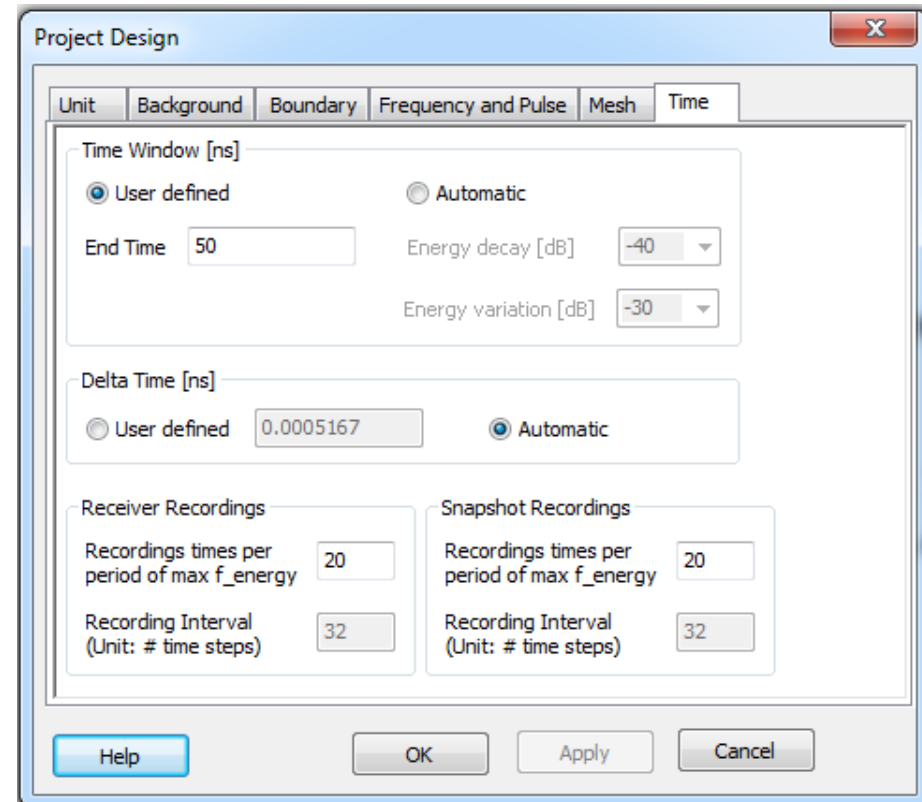 Project Design
Unit Background Boundary Frequency and Pulse Mesh Time
Time Window [ns]
User defined Automatic
End Time 50 Energy decay [dB] -40
Energy variation [dB] -30
Delta Time [ns]
User defined 0.0005167 Automatic
Receiver Recordings
Recordings times per
period of max f_energy 20
Recording Interval
(Unit: # time steps) 32
Snapshot Recordings
Recordings times per
period of max f_energy 20
Recording Interval
(Unit: # time steps) 32
Help OK Apply Cancel